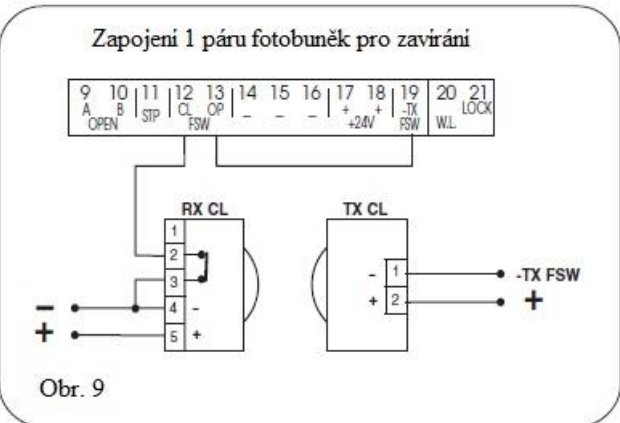 Zapojení 1 páru fotobuněk pro zavírání
9 10 11 12 13 14 15 16 17 18 19 20 21
A B STP CL OP – – – + + -TX W.L. LOCK
OPEN FSW +24V FSW
RX CL
TX CL
1
2
3
4 -
5 +
- 1
+ 2
-TX FSW
+
–
+
Obr. 9